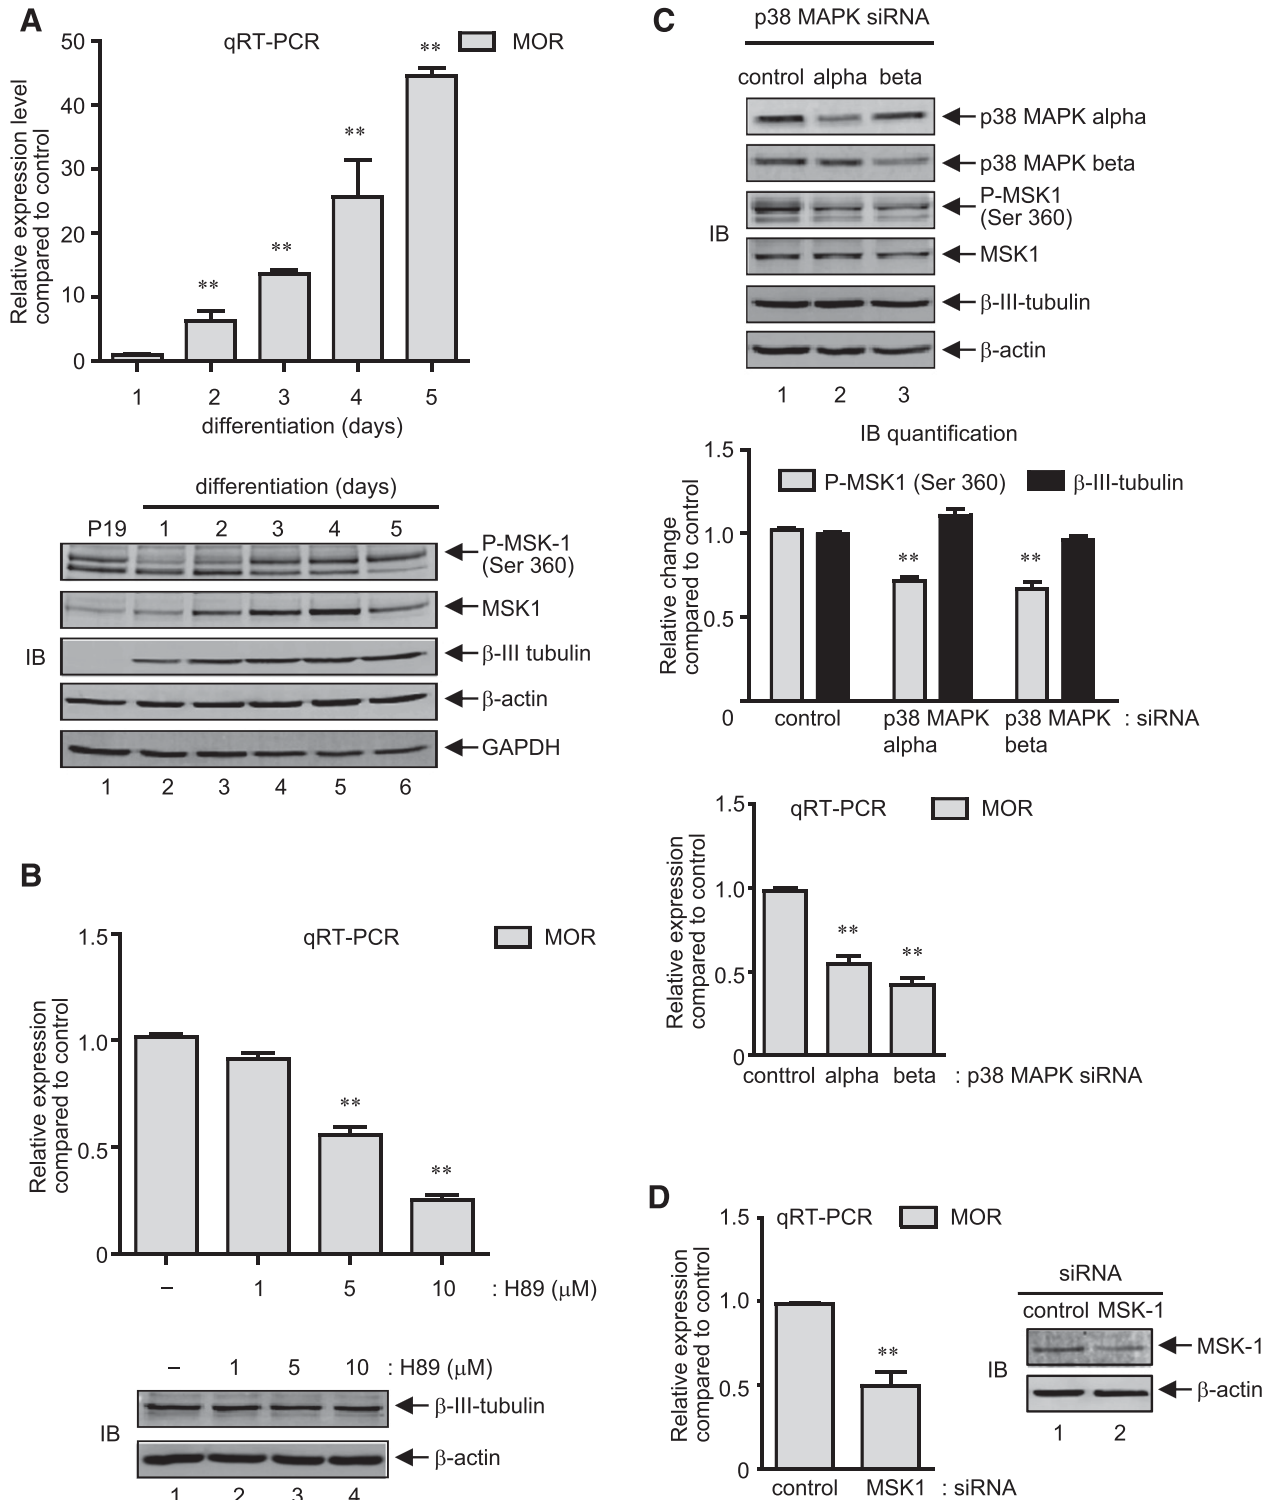 A
qRT-PCR
MOR
**
**
**
**
50
40
30
20
10
0
Relative expression level
compared to control
1 2 3 4 5
differentiation (days)
differentiation (days)
P19 1 2 3 4 5
P-MSK-1
(Ser 360)
MSK1
IB
β-III tubulin
β-actin
GAPDH
1 2 3 4 5 6
B
qRT-PCR
MOR
1.5
1.0
0.5
0
Relative expression
compared to control
**
**
– 1 5 10 : H89 (μM)
– 1 5 10 : H89 (μM)
β-III-tubulin
IB
β-actin
1 2 3 4
C
p38 MAPK siRNA
control alpha beta
p38 MAPK alpha
p38 MAPK beta
P-MSK1
(Ser 360)
IB
MSK1
β-III-tubulin
β-actin
1 2 3
IB quantification
P-MSK1 (Ser 360)
β-III-tubulin
1.5
1.0
0.5
0
Relative change
compared to control
**
**
control p38 MAPK p38 MAPK : siRNA
alpha beta
qRT-PCR
MOR
1.5
1.0
0.5
0
Relative expression
compared to control
**
**
conttrol alpha beta : p38 MAPK siRNA
D
qRT-PCR
MOR
1.5
1.0
0.5
0
Relative expression
compared to control
**
control MSK1 : siRNA
siRNA
control MSK-1
MSK-1
IB
β-actin
1 2